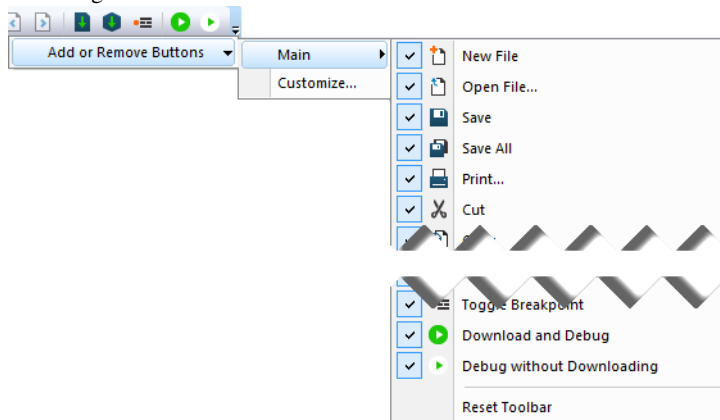 Add or Remove Buttons
Main
Customize...
New File
Open File...
Save
Save All
Print...
Cut
Toggle Breakpoint
Download and Debug
Debug without Downloading
Reset Toolbar